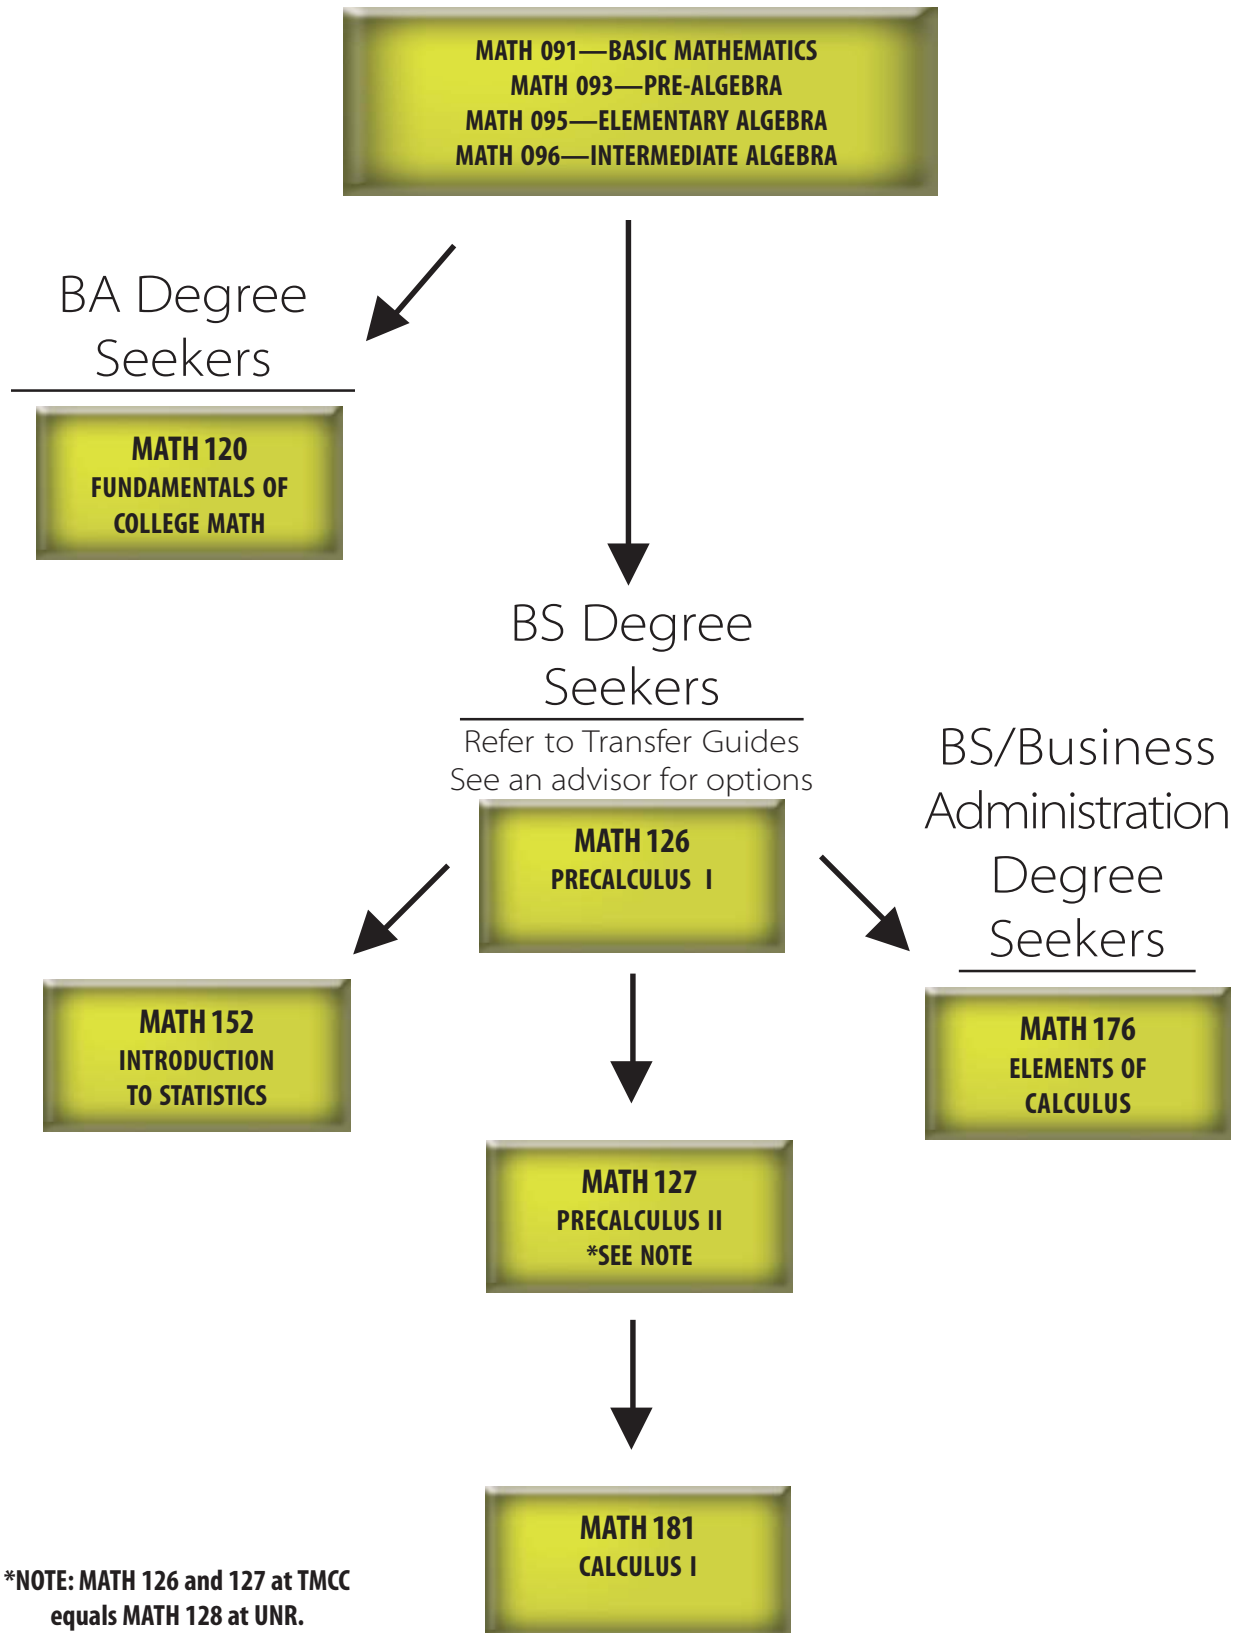 MATH 091—BASIC MATHEMATICS
MATH 093—PRE-ALGEBRA
MATH 095—ELEMENTARY ALGEBRA
MATH 096—INTERMEDIATE ALGEBRA
BA Degree
Seekers
MATH 120
FUNDAMENTALS OF
COLLEGE MATH
BS Degree
Seekers
Refer to Transfer Guides
See an advisor for options
MATH 126
PRECALCULUS I
BS/Business
Administration
Degree
Seekers
MATH 152
INTRODUCTION
TO STATISTICS
MATH 176
ELEMENTS OF
CALCULUS
MATH 127
PRECALCULUS II
*SEE NOTE
MATH 181
CALCULUS I
*NOTE: MATH 126 and 127 at TMCC
equals MATH 128 at UNR.